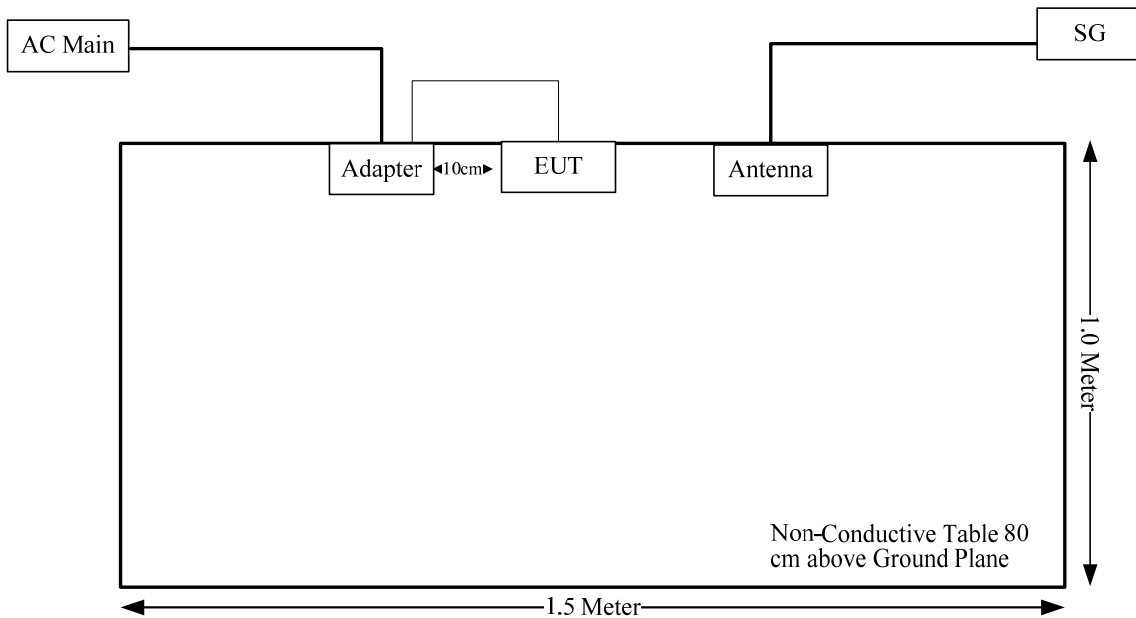 AC Main
SG
Adapter
10cm
EUT
Antenna
1.0 Meter
Non-Conductive Table 80
cm above Ground Plane
1.5 Meter